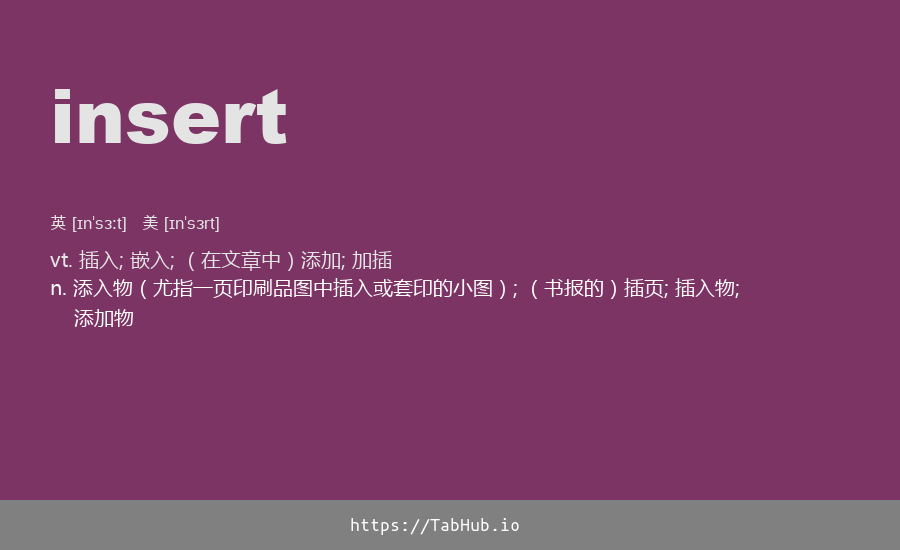 insert
英 [ɪnˈsɜːt] 美 [ɪnˈsɜrt]
vt. 插入; 嵌入; （在文章中）添加; 加插
n. 添入物（尤指一页印刷品图中插入或套印的小图）; （书报的）插页; 插入物;
添加物
https://TabHub.io